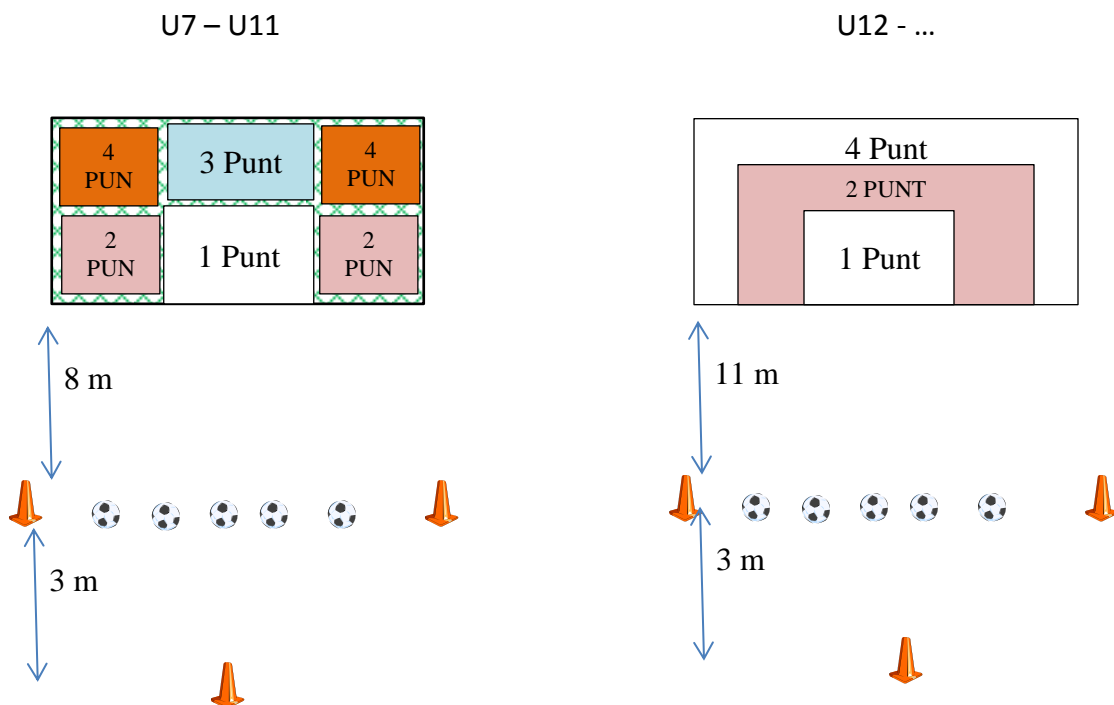 U7 – U11
4
PUN
3 Punt
4
PUN
2
PUN
1 Punt
2
PUN
8 m
3 m
U12 - ...
4 Punt
2 PUNT
1 Punt
11 m
3 m